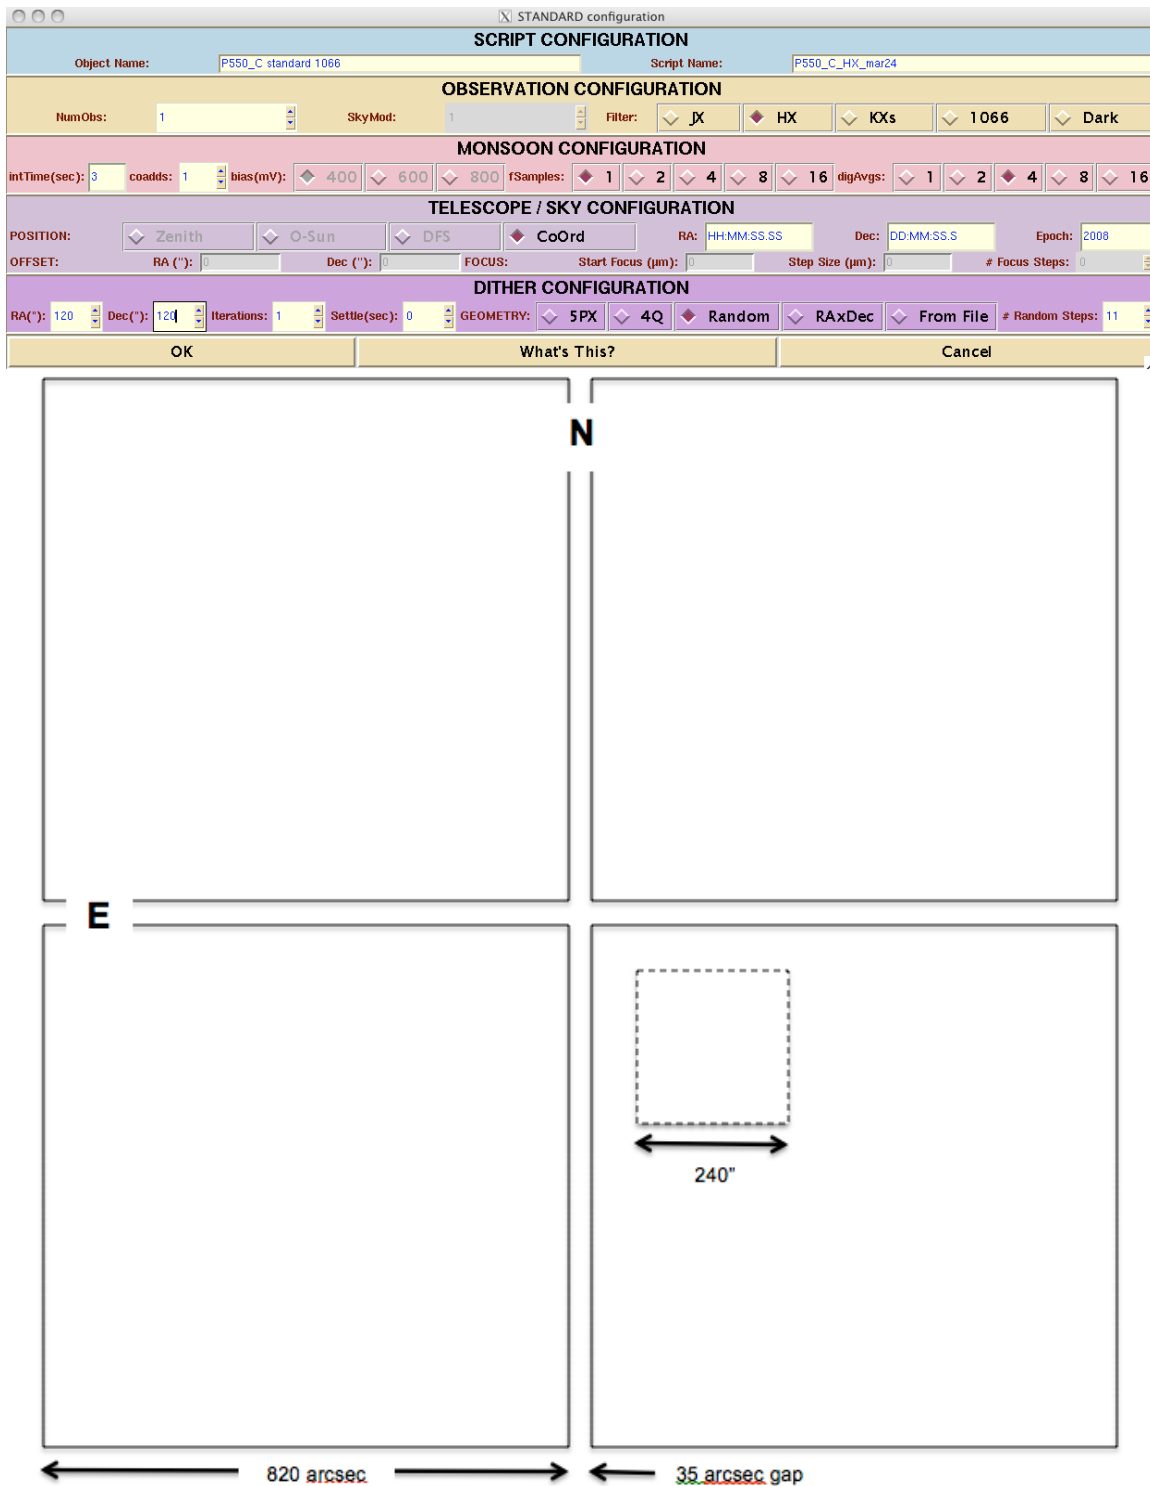 STANDARD configuration
SCRIPT CONFIGURATION
Object Name: P550_C standard 1066 Script Name: P550_C_HX_mar24
OBSERVATION CONFIGURATION
NumObs: 1 SkyMod: 1 Filter: JX HX KXs 1066 Dark
MONSOON CONFIGURATION
intTime(sec): 3 coadds: 1 bias(mV): 400 600 800 fSamples: 1 2 4 8 16 digAvgs: 1 2 4 8 16
TELESCOPE / SKY CONFIGURATION
POSITION: Zenith O-Sun DFS CoOrd RA: HH:MM:SS.SS Dec: DD:MM:SS.S Epoch: 2008
OFFSET: RA ("): 0 Dec ("): 0 FOCUS: Start Focus (µm): 0 Step Size (µm): 0 # Focus Steps: 0
DITHER CONFIGURATION
RA("): 120 Dec("): 120 Iterations: 1 Settle(sec): 0 GEOMETRY: 5PX 4Q Random RAxDec From File # Random Steps: 11
OK What's This? Cancel
N
E
240"
820 arcsec 35 arcsec gap